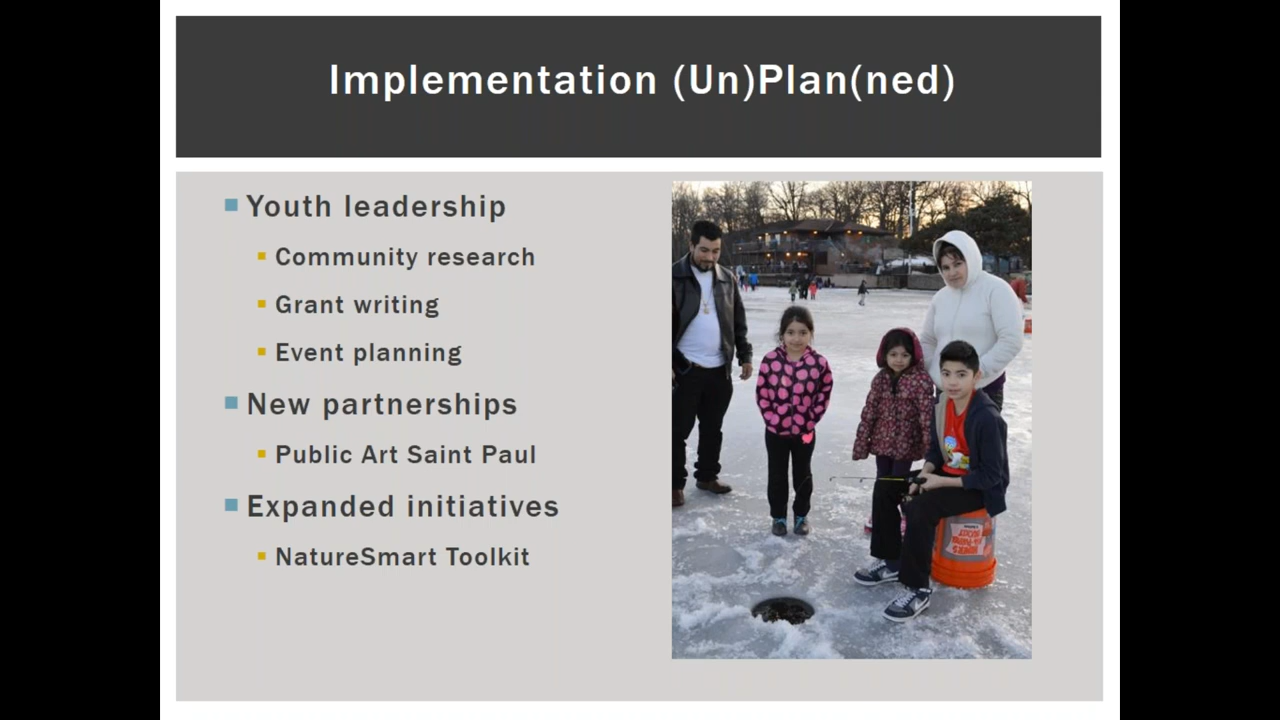 Implementation (Un)Plan(ned)
Youth leadership
Community research
Grant writing
Event planning
New partnerships
Public Art Saint Paul
Expanded initiatives
NatureSmart Toolkit